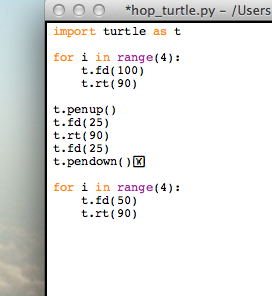 *hop_turtle.py – /Users
import turtle as t
for i in range(4):
    t.fd(100)
    t.rt(90)
t.penup()
t.fd(25)
t.rt(90)
t.fd(25)
t.pendown()
for i in range(4):
    t.fd(50)
    t.rt(90)